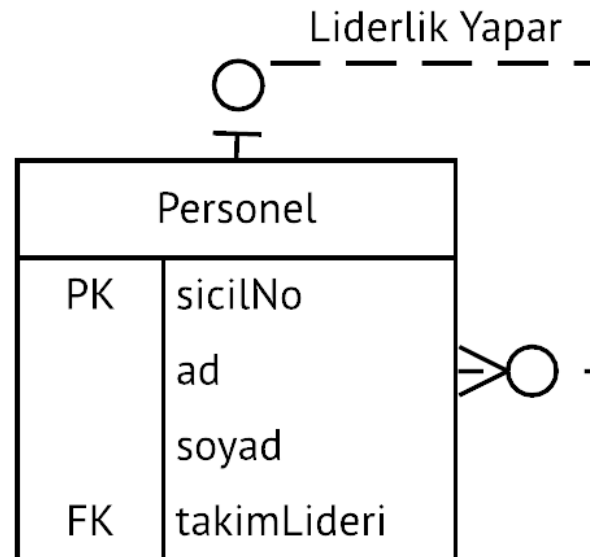 Liderlik Yapar
Personel
PK sicilNo
ad
soyad
FK takimLideri